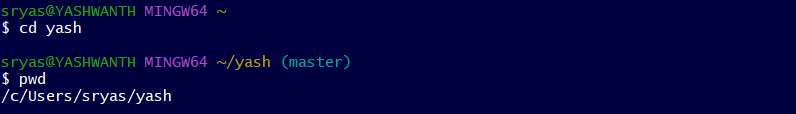 sryas@YASHWANTH MINGW64 ~
$ cd yash
sryas@YASHWANTH MINGW64 ~/yash (master)
$ pwd
/c/Users/sryas/yash